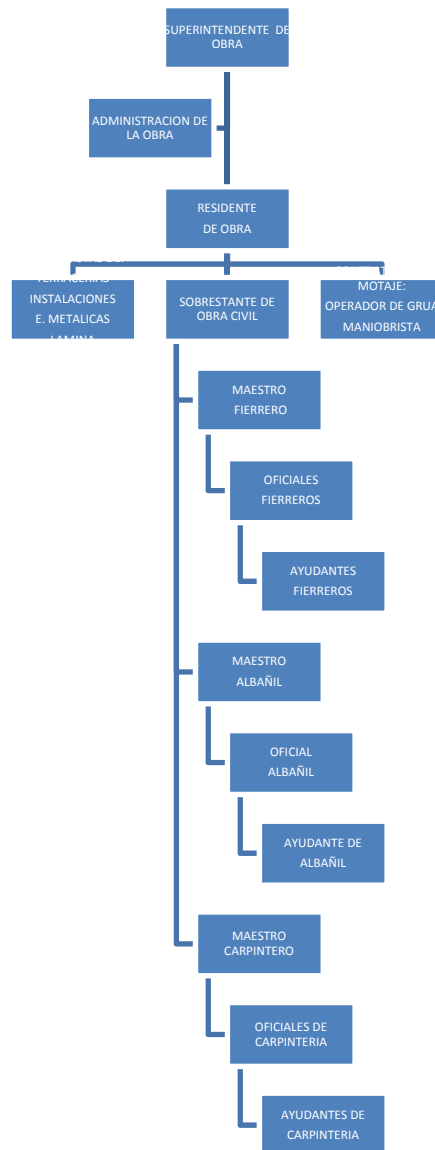 SUPERINTENDENTE DE
OBRA
ADMINISTRACION DE
LA OBRA
RESIDENTE
DE OBRA
TERRACERIAS
INSTALACIONES
E. METALICAS
LAMINA
SOBRESTANTE DE
OBRA CIVIL
MOTAJE:
OPERADOR DE GRUA
MANIOBRISTA
MAESTRO
FIERRERO
OFICIALES
FIERREROS
AYUDANTES
FIERREROS
MAESTRO
ALBAÑIL
OFICIAL
ALBAÑIL
AYUDANTE DE
ALBAÑIL
MAESTRO
CARPINTERO
OFICIALES DE
CARPINTERIA
AYUDANTES DE
CARPINTERIA